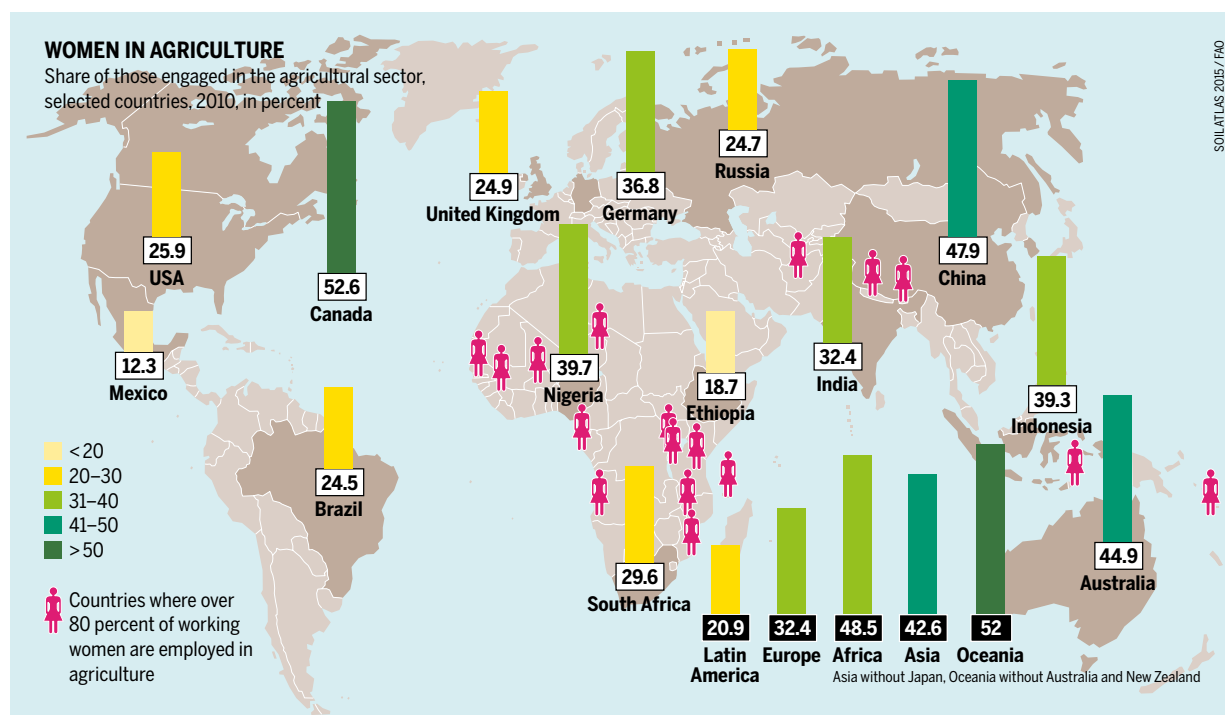 WOMEN IN AGRICULTURE
Share of those engaged in the agricultural sector,
selected countries, 2010, in percent
SOILATLAS 2015 / FAO
25.9
USA
52.6
Canada
12.3
Mexico
24.5
Brazil
24.9
United Kingdom
36.8
Germany
24.7
Russia
47.9
China
39.7
Nigeria
18.7
Ethiopia
32.4
India
39.3
Indonesia
29.6
South Africa
44.9
Australia
<20
20–30
31–40
41–50
>50
Countries where over
80 percent of working
women are employed in
agriculture
20.9
Latin
America
32.4
Europe
48.5
Africa
42.6
Asia
52
Oceania
Asia without Japan, Oceania without Australia and New Zealand